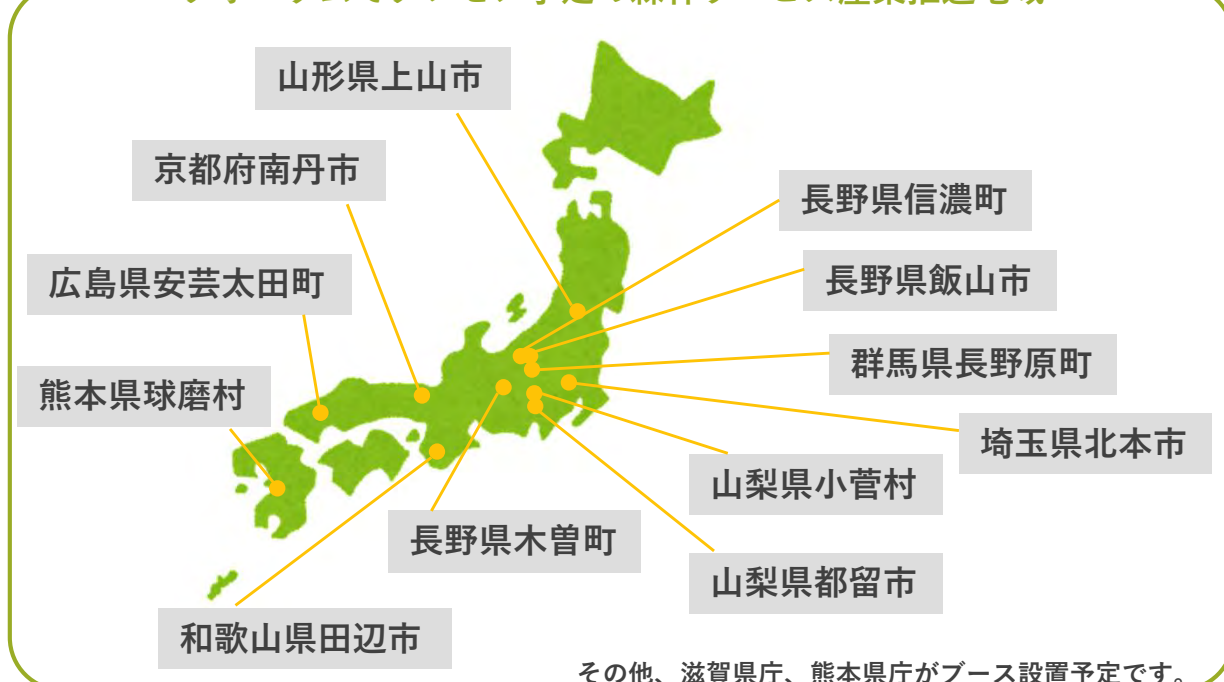 山形県上山市
京都府南丹市
長野県信濃町
広島県安芸太田町
長野県飯山市
群馬県長野原町
熊本県球磨村
埼玉県北本市
山梨県小菅村
長野県木曽町
山梨県都留市
和歌山県田辺市
その他、滋賀県庁、熊本県庁がブース設置予定です。